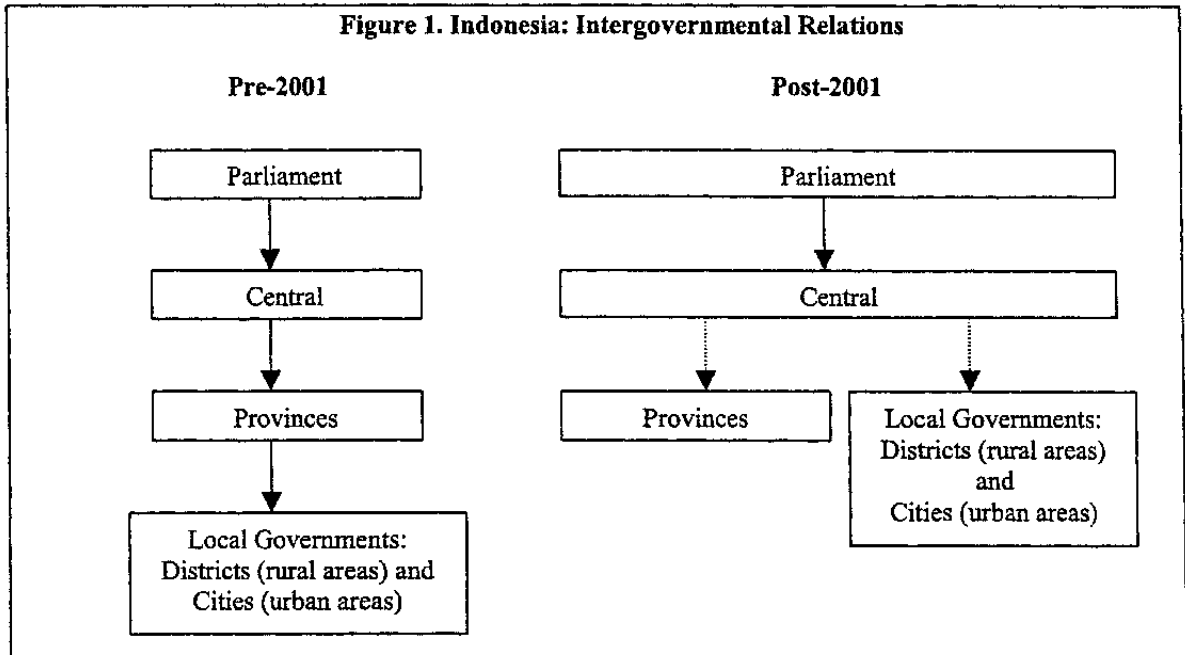 Figure 1. Indonesia: Intergovernmental Relations
Pre-2001
Parliament
Central
Provinces
Local Governments:
Districts (rural areas) and
Cities (urban areas)
Post-2001
Parliament
Central
Provinces
Local Governments:
Districts (rural areas)
and
Cities (urban areas)